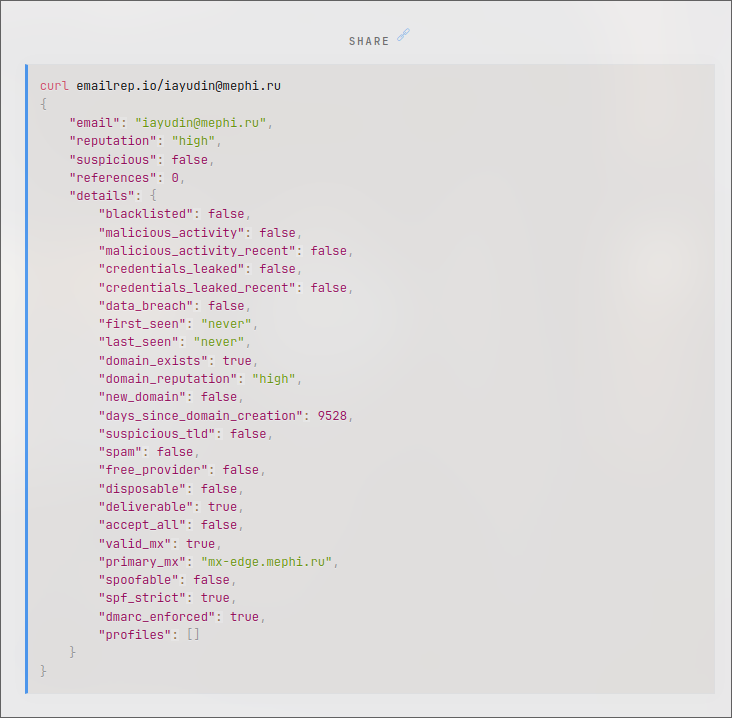 SHARE
curl emailrep.io/iayudin@mephi.ru
{
    "email": "iayudin@mephi.ru",
    "reputation": "high",
    "suspicious": false,
    "references": 0,
    "details": {
        "blacklisted": false,
        "malicious_activity": false,
        "malicious_activity_recent": false,
        "credentials_leaked": false,
        "credentials_leaked_recent": false,
        "data_breach": false,
        "first_seen": "never",
        "last_seen": "never",
        "domain_exists": true,
        "domain_reputation": "high",
        "new_domain": false,
        "days_since_domain_creation": 9528,
        "suspicious_tld": false,
        "spam": false,
        "free_provider": false,
        "disposable": false,
        "deliverable": true,
        "accept_all": false,
        "valid_mx": true,
        "primary_mx": "mx-edge.mephi.ru",
        "spoofable": false,
        "spf_strict": true,
        "dmarc_enforced": true,
        "profiles": []
    }
}